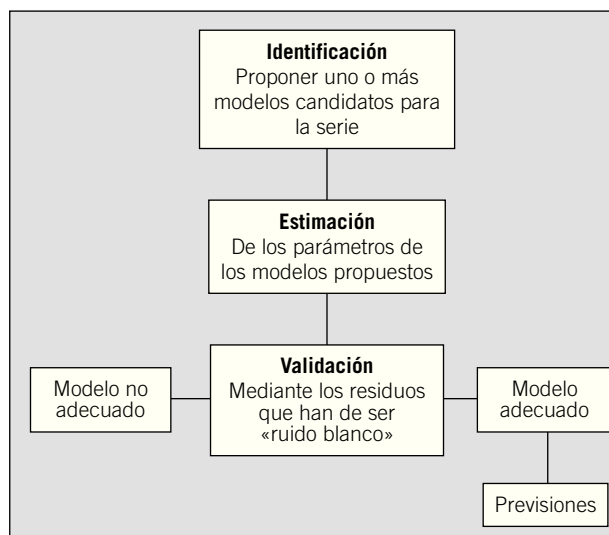 Identificación
Proponer uno o más
modelos candidatos para
la serie
Estimación
De los parámetros de
los modelos propuestos
Validación
Mediante los residuos
que han de ser
«ruido blanco»
Modelo no
adecuado
Modelo
adecuado
Previsiones